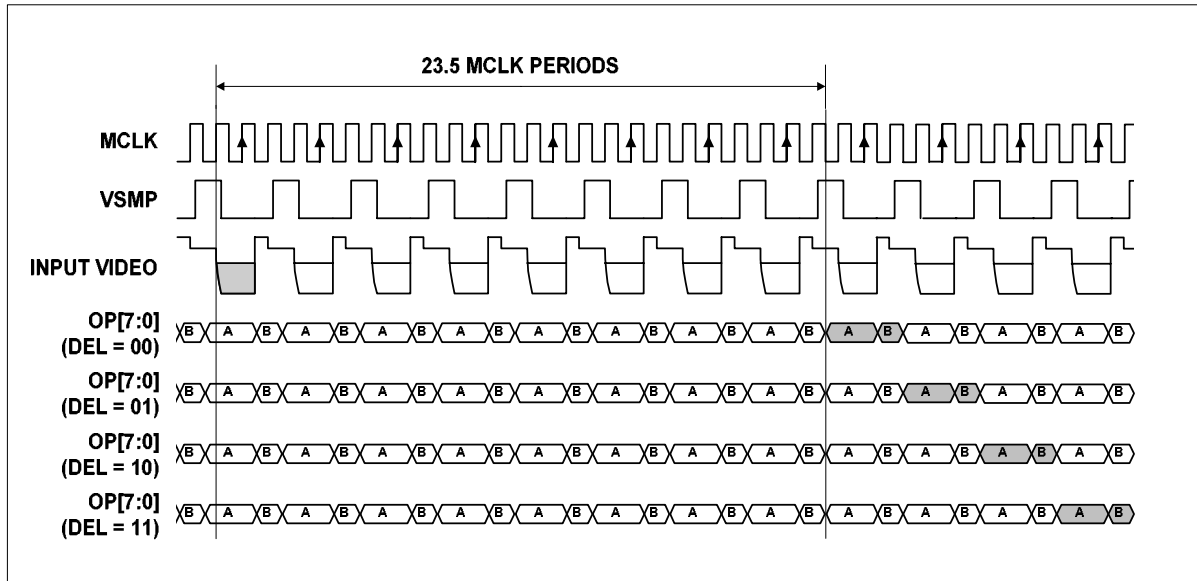 23.5 MCLK PERIODS
MCLK
VSMP
INPUT VIDEO
OP[7:0]
(DEL = 00)
B A B A B A B A B A B A B A B A B A B A B A B A B
OP[7:0]
(DEL = 01)
B A B A B A B A B A B A B A B A B A B A B A B A B
OP[7:0]
(DEL = 10)
B A B A B A B A B A B A B A B A B A B A B A B A B
OP[7:0]
(DEL = 11)
B A B A B A B A B A B A B A B A B A B A B A B A B